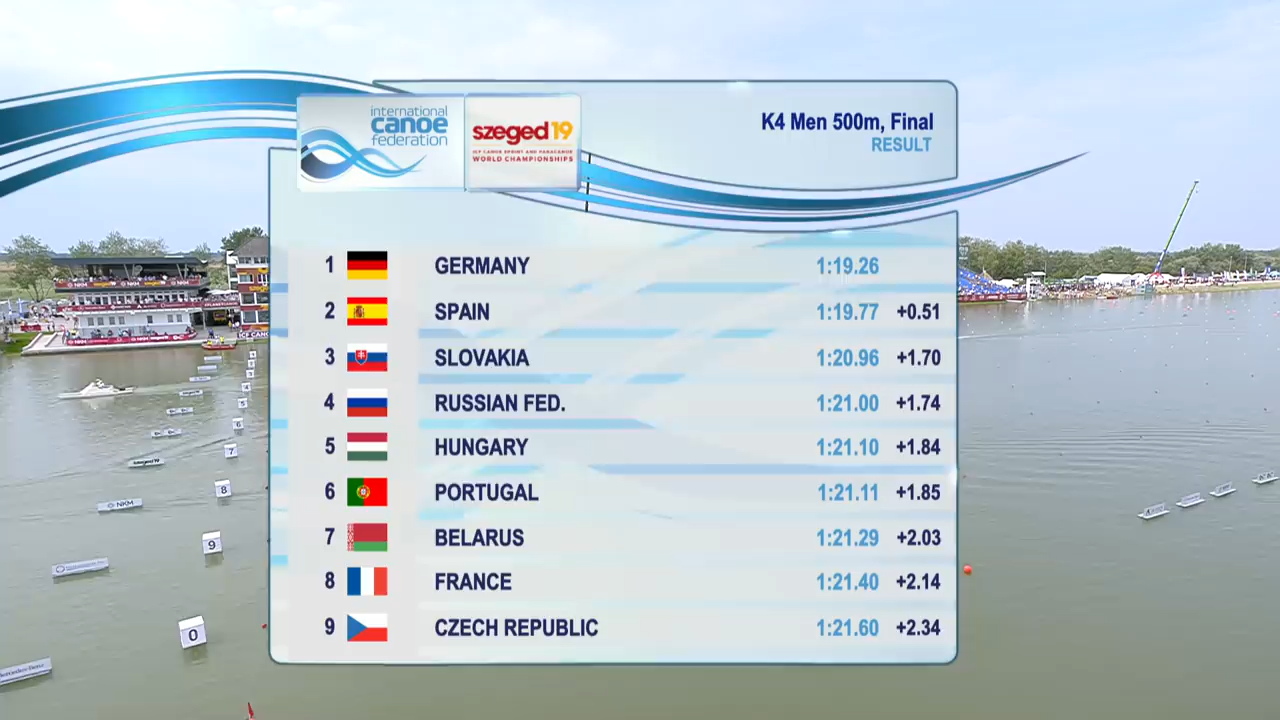 international
canoe
federation
szeged19
ICF CANOE SPRINT AND PARACANOE
WORLD CHAMPIONSHIPS
K4 Men 500m, Final
RESULT
1 GERMANY 1:19.26
2 SPAIN 1:19.77 +0.51
3 SLOVAKIA 1:20.96 +1.70
4 RUSSIAN FED. 1:21.00 +1.74
5 HUNGARY 1:21.10 +1.84
6 PORTUGAL 1:21.11 +1.85
7 BELARUS 1:21.29 +2.03
8 FRANCE 1:21.40 +2.14
9 CZECH REPUBLIC 1:21.60 +2.34
5
6
7
8
NKM
9
0
szeged19